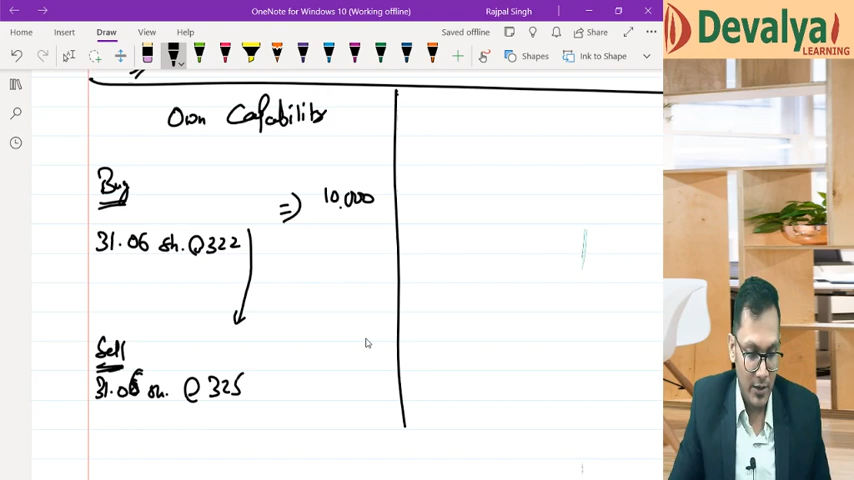 OneNote for Windows 10 (Working offline)
Rajpal Singh
Home Insert Draw View Help
Saved offline
Share
Shapes
Ink to Shape
Devalya
LEARNING
Own Capability
Buy
=) 10,000
31.06 sh. @ 322
Sell
31.06 sh. @ 325